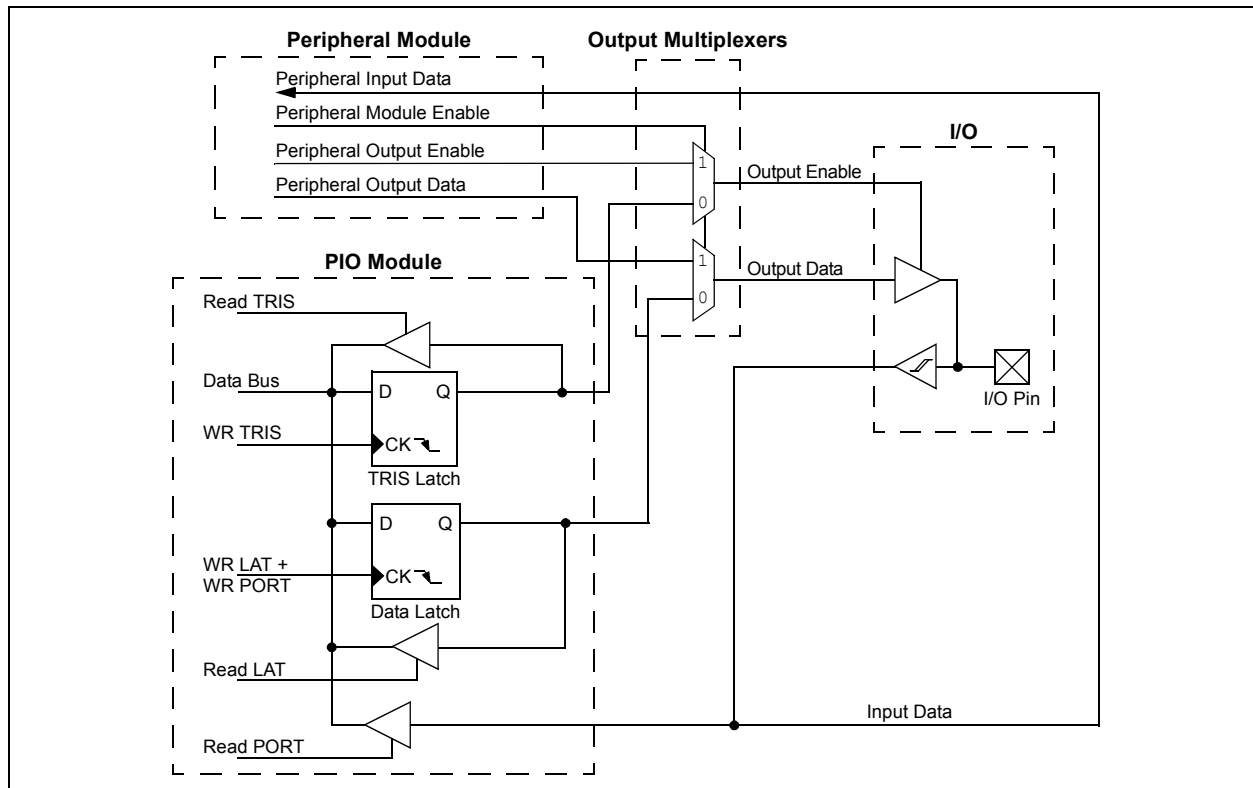 Peripheral Module
Output Multiplexers
Peripheral Input Data
Peripheral Module Enable
Peripheral Output Enable
Peripheral Output Data
1
0
1
0
Output Enable
Output Data
I/O
I/O Pin
PIO Module
Read TRIS
Data Bus
D Q
WR TRIS
CK
TRIS Latch
D Q
WR LAT +
WR PORT
CK
Data Latch
Read LAT
Read PORT
Input Data